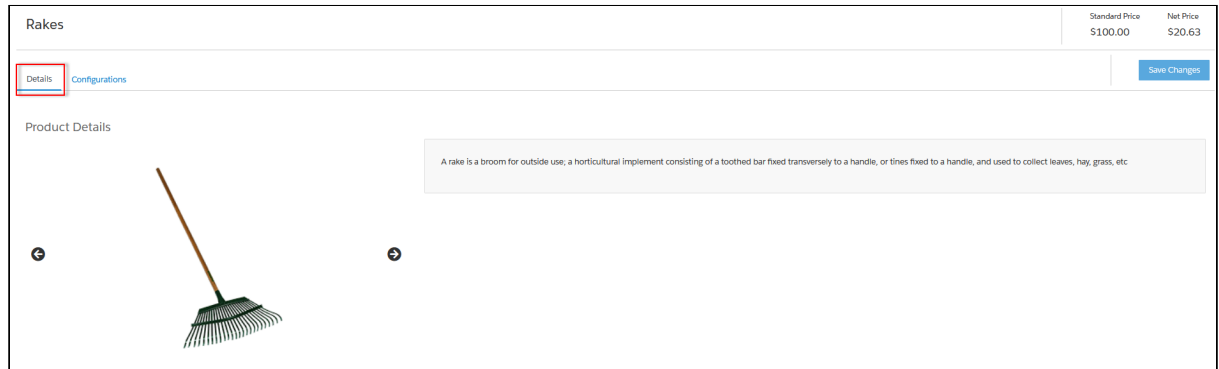 Rakes
Standard Price Net Price
$100.00 $20.63
Details Configurations
Save Changes
Product Details
A rake is a broom for outside use; a horticultural implement consisting of a toothed bar fixed transversely to a handle, or tines fixed to a handle, and used to collect leaves, hay, grass, etc